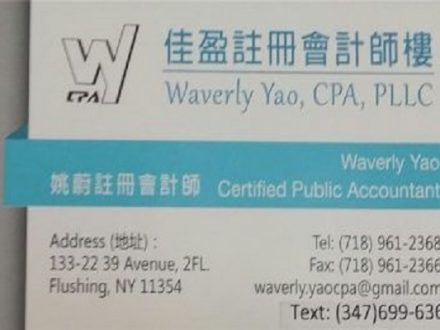 W
CPA
佳盈註冊會計師樓
Waverly Yao, CPA, PLLC
Waverly Yao
姚蔚註冊會計師 Certified Public Accountant
Address (地址) : Tel: (718) 961-2368
133-22 39 Avenue, 2FL. Fax: (718) 961-2366
Flushing, NY 11354 waverly.yaocpa@gmail.com
Text: (347)699-636